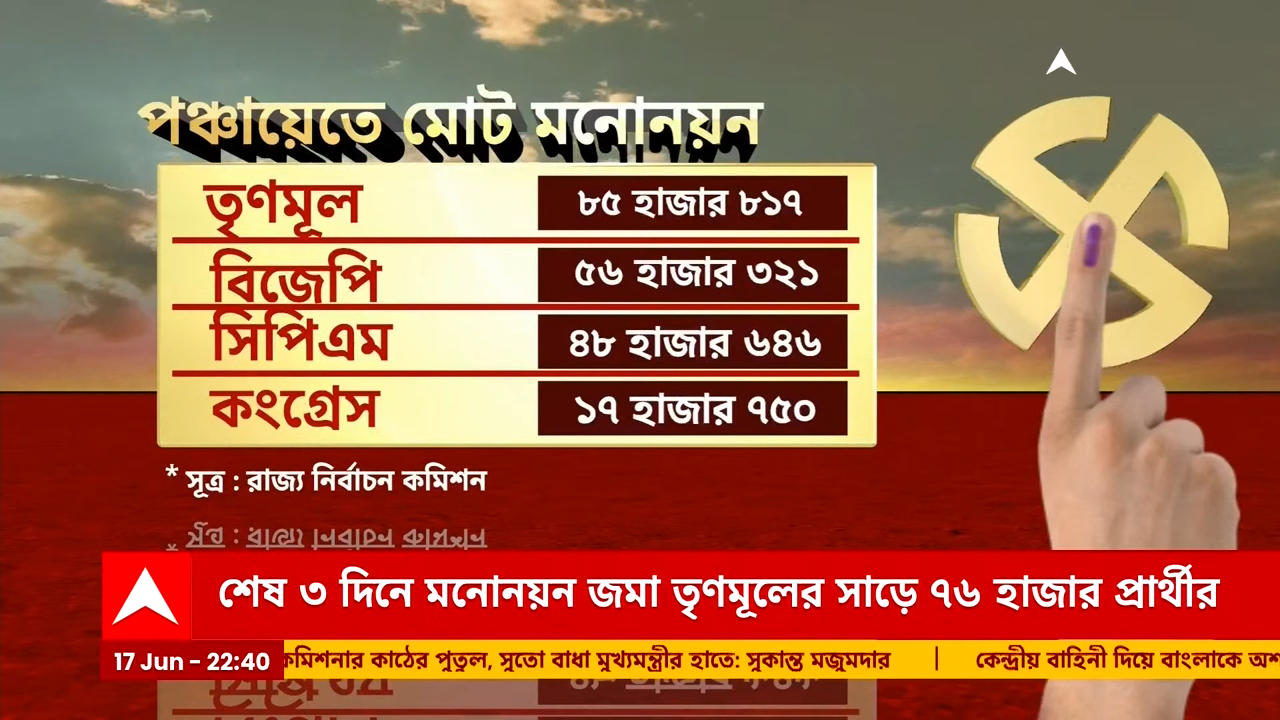 পঞ্চায়েতে মোট মনোনয়ন
তৃণমূল ৮৫ হাজার ৮১৭
বিজেপি ৫৬ হাজার ৩২১
সিপিএম ৪৮ হাজার ৬৪৬
কংগ্রেস ১৭ হাজার ৭৫০
* সূত্র : রাজ্য নির্বাচন কমিশন
শেষ ৩ দিনে মনোনয়ন জমা তৃণমূলের সাড়ে ৭৬ হাজার প্রার্থীর
17 Jun - 22:40 কমিশনার কাঠের পুতুল, সুতো বাধা মুখ্যমন্ত্রীর হাতে: সুকান্ত মজুমদার | কেন্দ্রীয় বাহিনী দিয়ে বাংলাকে